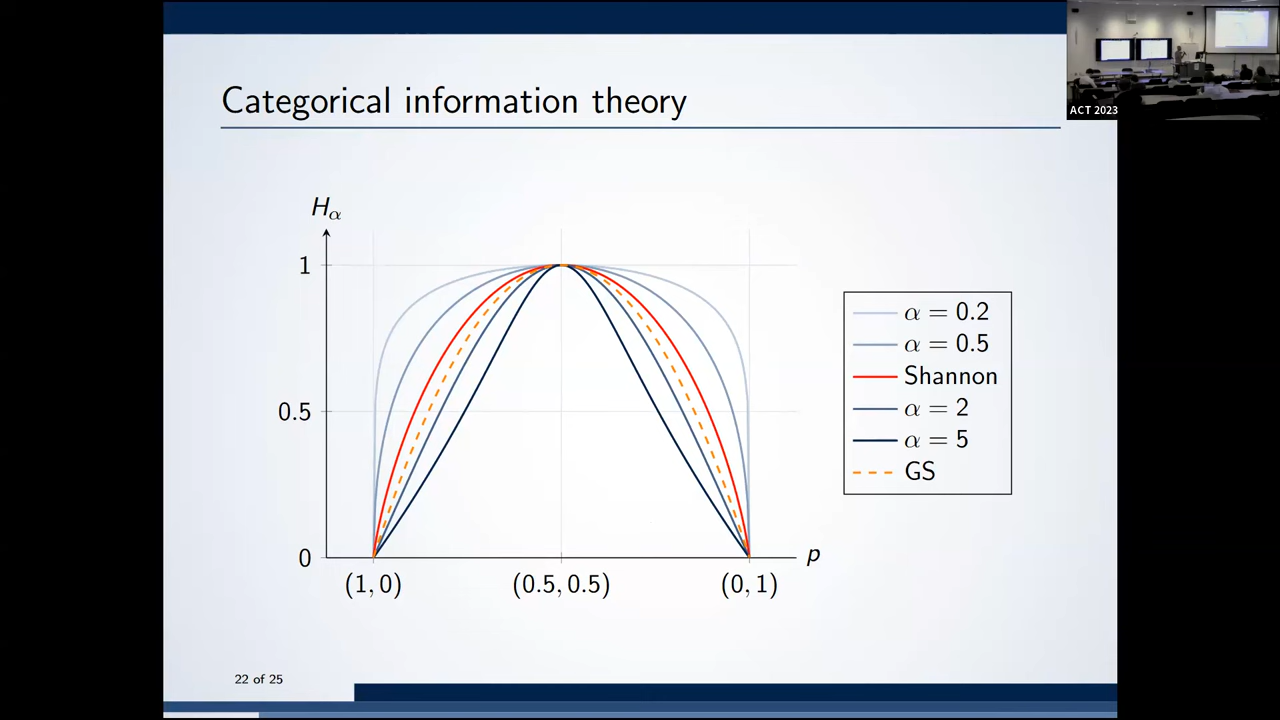 Categorical information theory
ACT 2023
H_α
1
0.5
0
(1, 0)
(0.5, 0.5)
(0, 1)
p
α = 0.2
α = 0.5
Shannon
α = 2
α = 5
GS
22 of 25